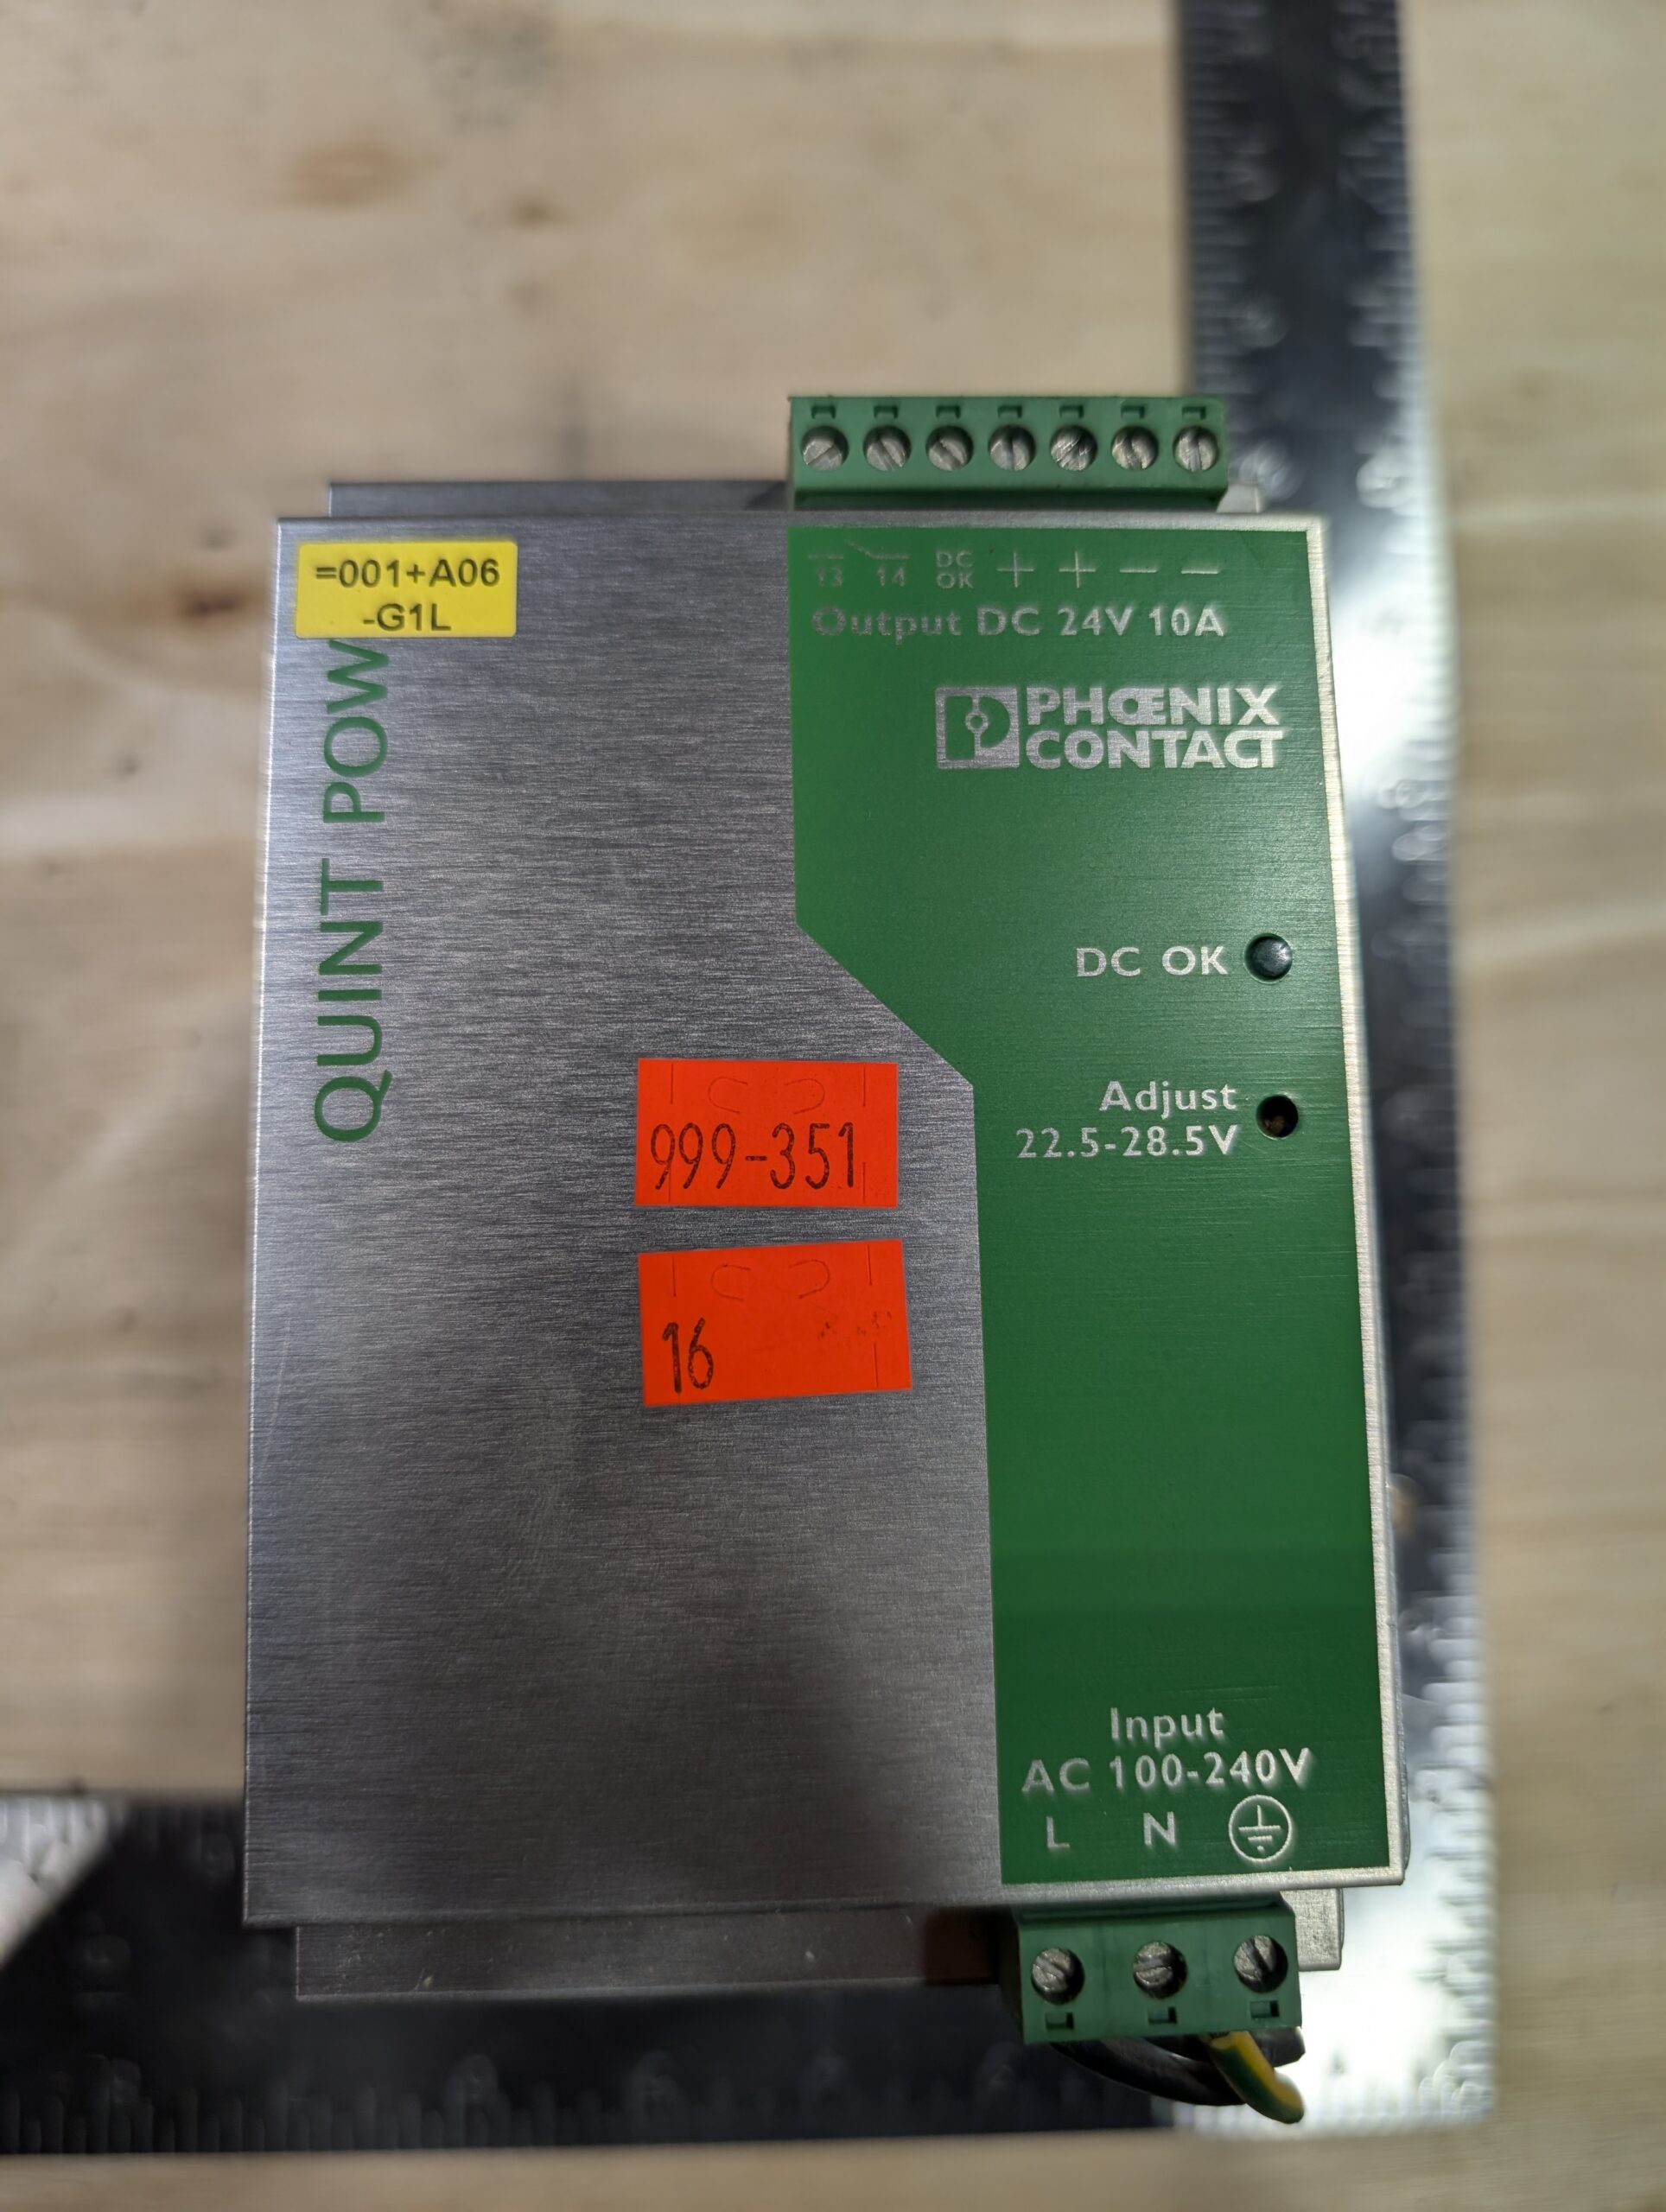 =001+A06
-G1L
QUINT POW
13 14 DC OK + + − −
Output DC 24V 10A
PHŒNIX
CONTACT
DC OK
Adjust
22.5-28.5V
999-351
16
Input
AC 100-240V
L N